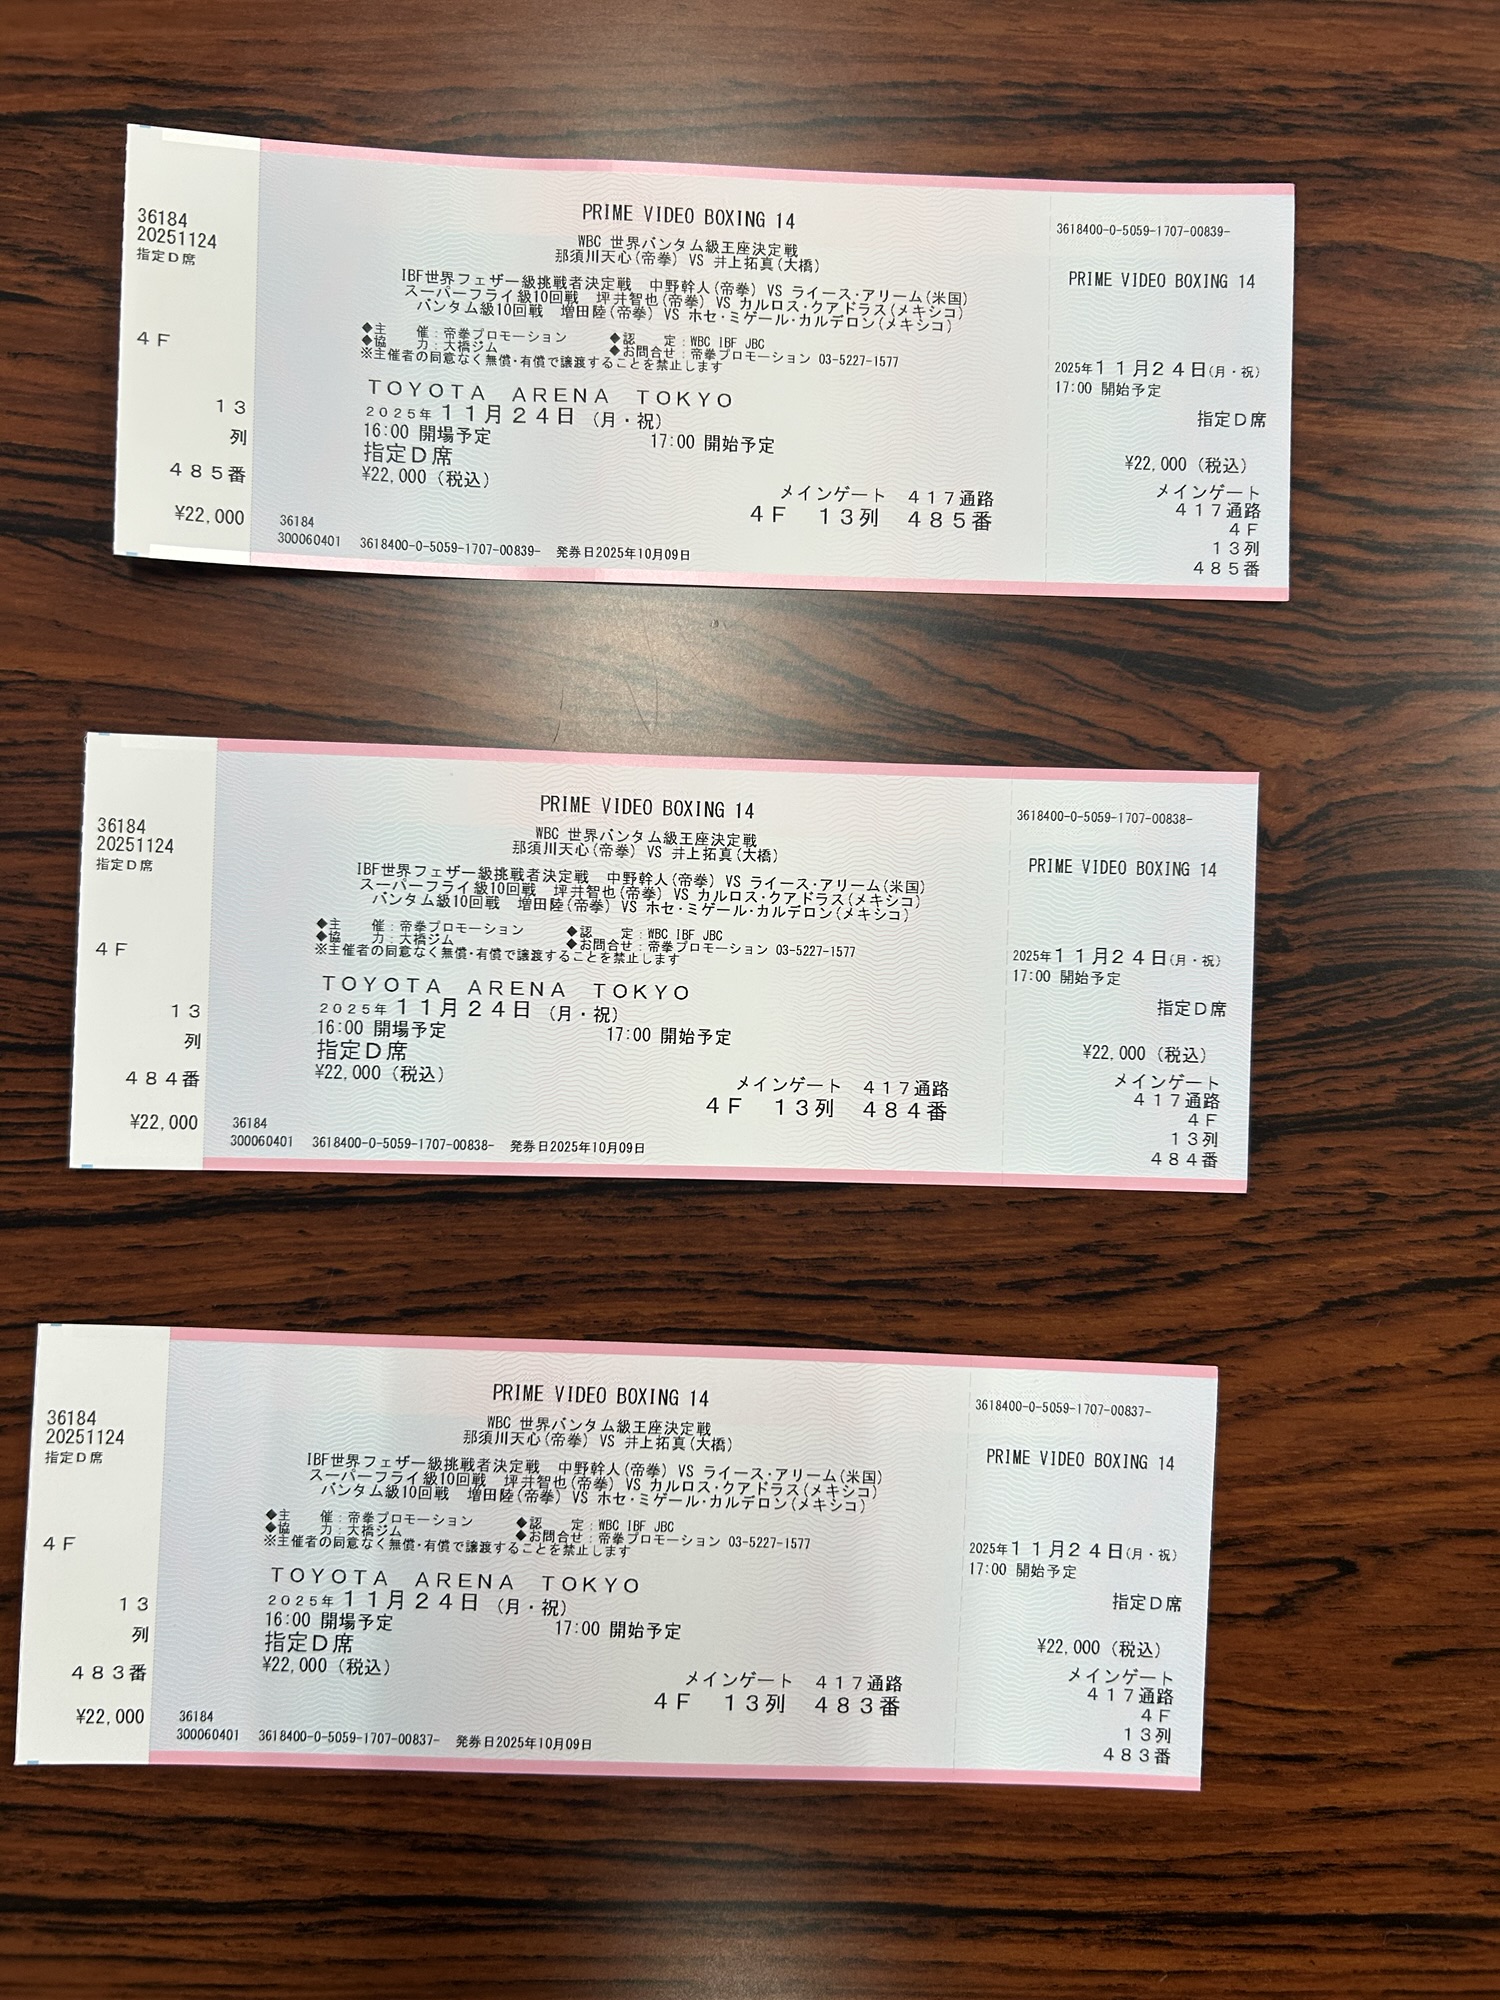 36184
20251124
指定D席
4F
13
列
485番
¥22,000
PRIME VIDEO BOXING 14
WBC 世界バンタム級王座決定戦
那須川天心(帝拳) VS 井上拓真(大橋)
IBF世界フェザー級挑戦者決定戦 中野幹人(帝拳) VS ライース・アリーム(米国)
スーパーフライ級10回戦 坪井智也(帝拳) VS カルロス・クアドラス(メキシコ)
バンタム級10回戦 増田陸(帝拳) VS ホセ・ミゲール・カルデロン(メキシコ)
◆主 催:帝拳プロモーション ◆認 定:WBC IBF JBC
◆協 力:大橋ジム ◆お問合せ:帝拳プロモーション 03-5227-1577
※主催者の同意なく無償・有償で譲渡することを禁止します
TOYOTA ARENA TOKYO
2025年11月24日(月・祝)
16:00 開場予定 17:00 開始予定
指定D席
¥22,000(税込)
メインゲート 417通路
4F 13列 485番
36184
300060401 3618400-0-5059-1707-00839- 発券日2025年10月09日
3618400-0-5059-1707-00839-
PRIME VIDEO BOXING 14
2025年11月24日(月・祝)
17:00 開始予定
指定D席
¥22,000(税込)
メインゲート
417通路
4F
13列
485番
36184
20251124
指定D席
4F
13
列
484番
¥22,000
PRIME VIDEO BOXING 14
WBC 世界バンタム級王座決定戦
那須川天心(帝拳) VS 井上拓真(大橋)
IBF世界フェザー級挑戦者決定戦 中野幹人(帝拳) VS ライース・アリーム(米国)
スーパーフライ級10回戦 坪井智也(帝拳) VS カルロス・クアドラス(メキシコ)
バンタム級10回戦 増田陸(帝拳) VS ホセ・ミゲール・カルデロン(メキシコ)
◆主 催:帝拳プロモーション ◆認 定:WBC IBF JBC
◆協 力:大橋ジム ◆お問合せ:帝拳プロモーション 03-5227-1577
※主催者の同意なく無償・有償で譲渡することを禁止します
TOYOTA ARENA TOKYO
2025年11月24日(月・祝)
16:00 開場予定 17:00 開始予定
指定D席
¥22,000(税込)
メインゲート 417通路
4F 13列 484番
36184
300060401 3618400-0-5059-1707-00838- 発券日2025年10月09日
3618400-0-5059-1707-00838-
PRIME VIDEO BOXING 14
2025年11月24日(月・祝)
17:00 開始予定
指定D席
¥22,000(税込)
メインゲート
417通路
4F
13列
484番
36184
20251124
指定D席
4F
13
列
483番
¥22,000
PRIME VIDEO BOXING 14
WBC 世界バンタム級王座決定戦
那須川天心(帝拳) VS 井上拓真(大橋)
IBF世界フェザー級挑戦者決定戦 中野幹人(帝拳) VS ライース・アリーム(米国)
スーパーフライ級10回戦 坪井智也(帝拳) VS カルロス・クアドラス(メキシコ)
バンタム級10回戦 増田陸(帝拳) VS ホセ・ミゲール・カルデロン(メキシコ)
◆主 催:帝拳プロモーション ◆認 定:WBC IBF JBC
◆協 力:大橋ジム ◆お問合せ:帝拳プロモーション 03-5227-1577
※主催者の同意なく無償・有償で譲渡することを禁止します
TOYOTA ARENA TOKYO
2025年11月24日(月・祝)
16:00 開場予定 17:00 開始予定
指定D席
¥22,000(税込)
メインゲート 417通路
4F 13列 483番
36184
300060401 3618400-0-5059-1707-00837- 発券日2025年10月09日
3618400-0-5059-1707-00837-
PRIME VIDEO BOXING 14
2025年11月24日(月・祝)
17:00 開始予定
指定D席
¥22,000(税込)
メインゲート
417通路
4F
13列
483番